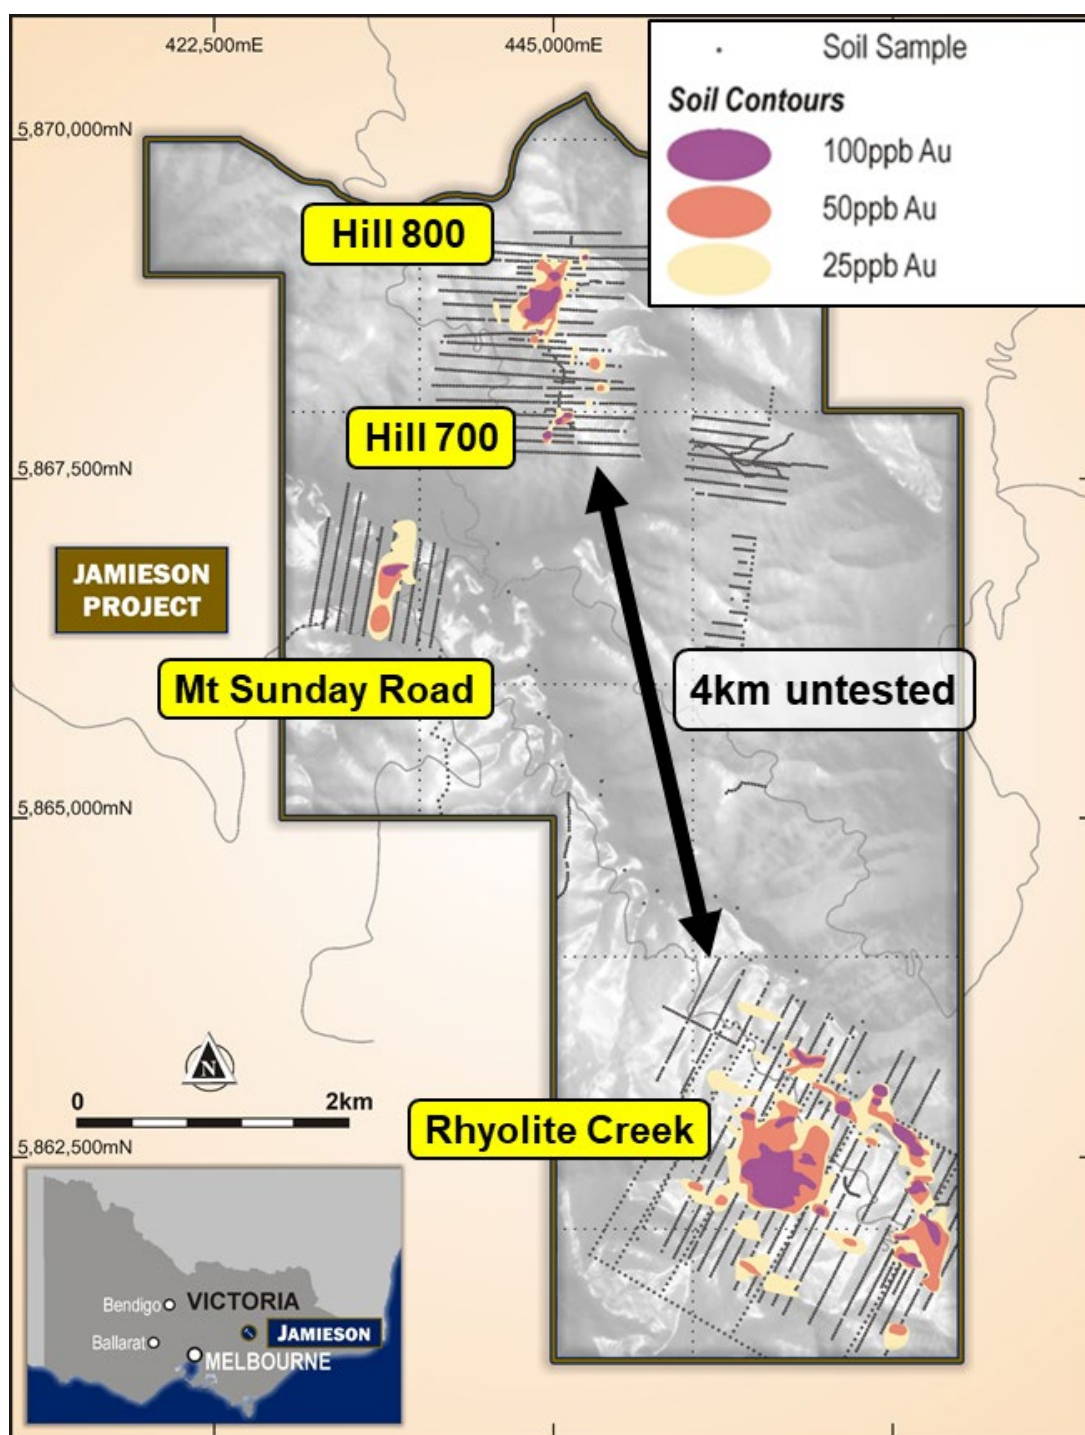 422,500mE
445,000mE
Soil Sample
Soil Contours
100ppb Au
50ppb Au
25ppb Au
5,870,000mN
Hill 800
Hill 700
5,867,500mN
JAMIESON
PROJECT
Mt Sunday Road
4km untested
5,865,000mN
N
0
2km
Rhyolite Creek
5,862,500mN
Bendigo
VICTORIA
JAMIESON
Ballarat
MELBOURNE